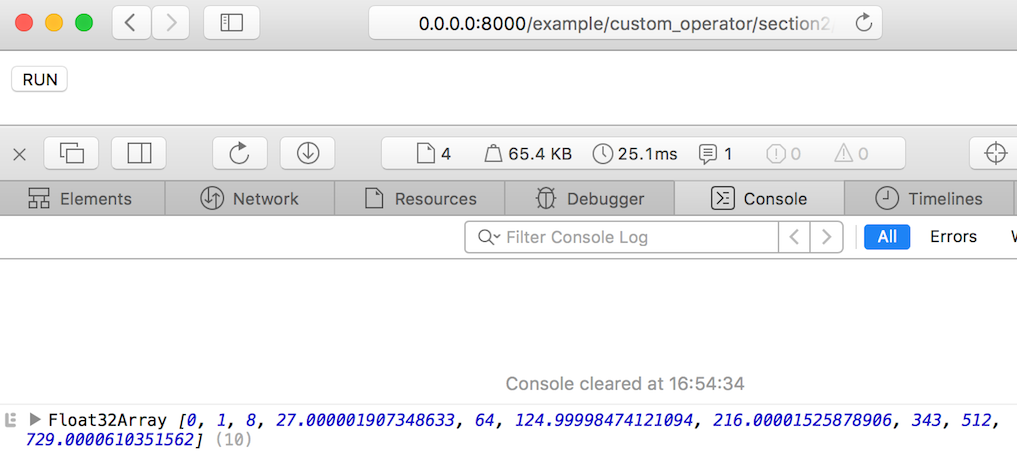 0.0.0.0:8000/example/custom_operator/section2
RUN
4 65.4 KB 25.1ms 1 0 0
Elements Network Resources Debugger Console Timelines
Filter Console Log All Errors
Console cleared at 16:54:34
E Float32Array [0, 1, 8, 27.000001907348633, 64, 124.99998474121094, 216.00001525878906, 343, 512,
729.0000610351562] (10)